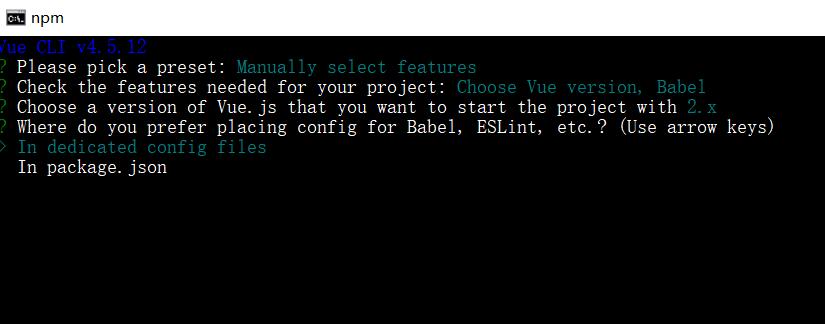 npm
Vue CLI v4.5.12
? Please pick a preset: Manually select features
? Check the features needed for your project: Choose Vue version, Babel
? Choose a version of Vue.js that you want to start the project with 2.x
? Where do you prefer placing config for Babel, ESLint, etc.? (Use arrow keys)
> In dedicated config files
In package.json